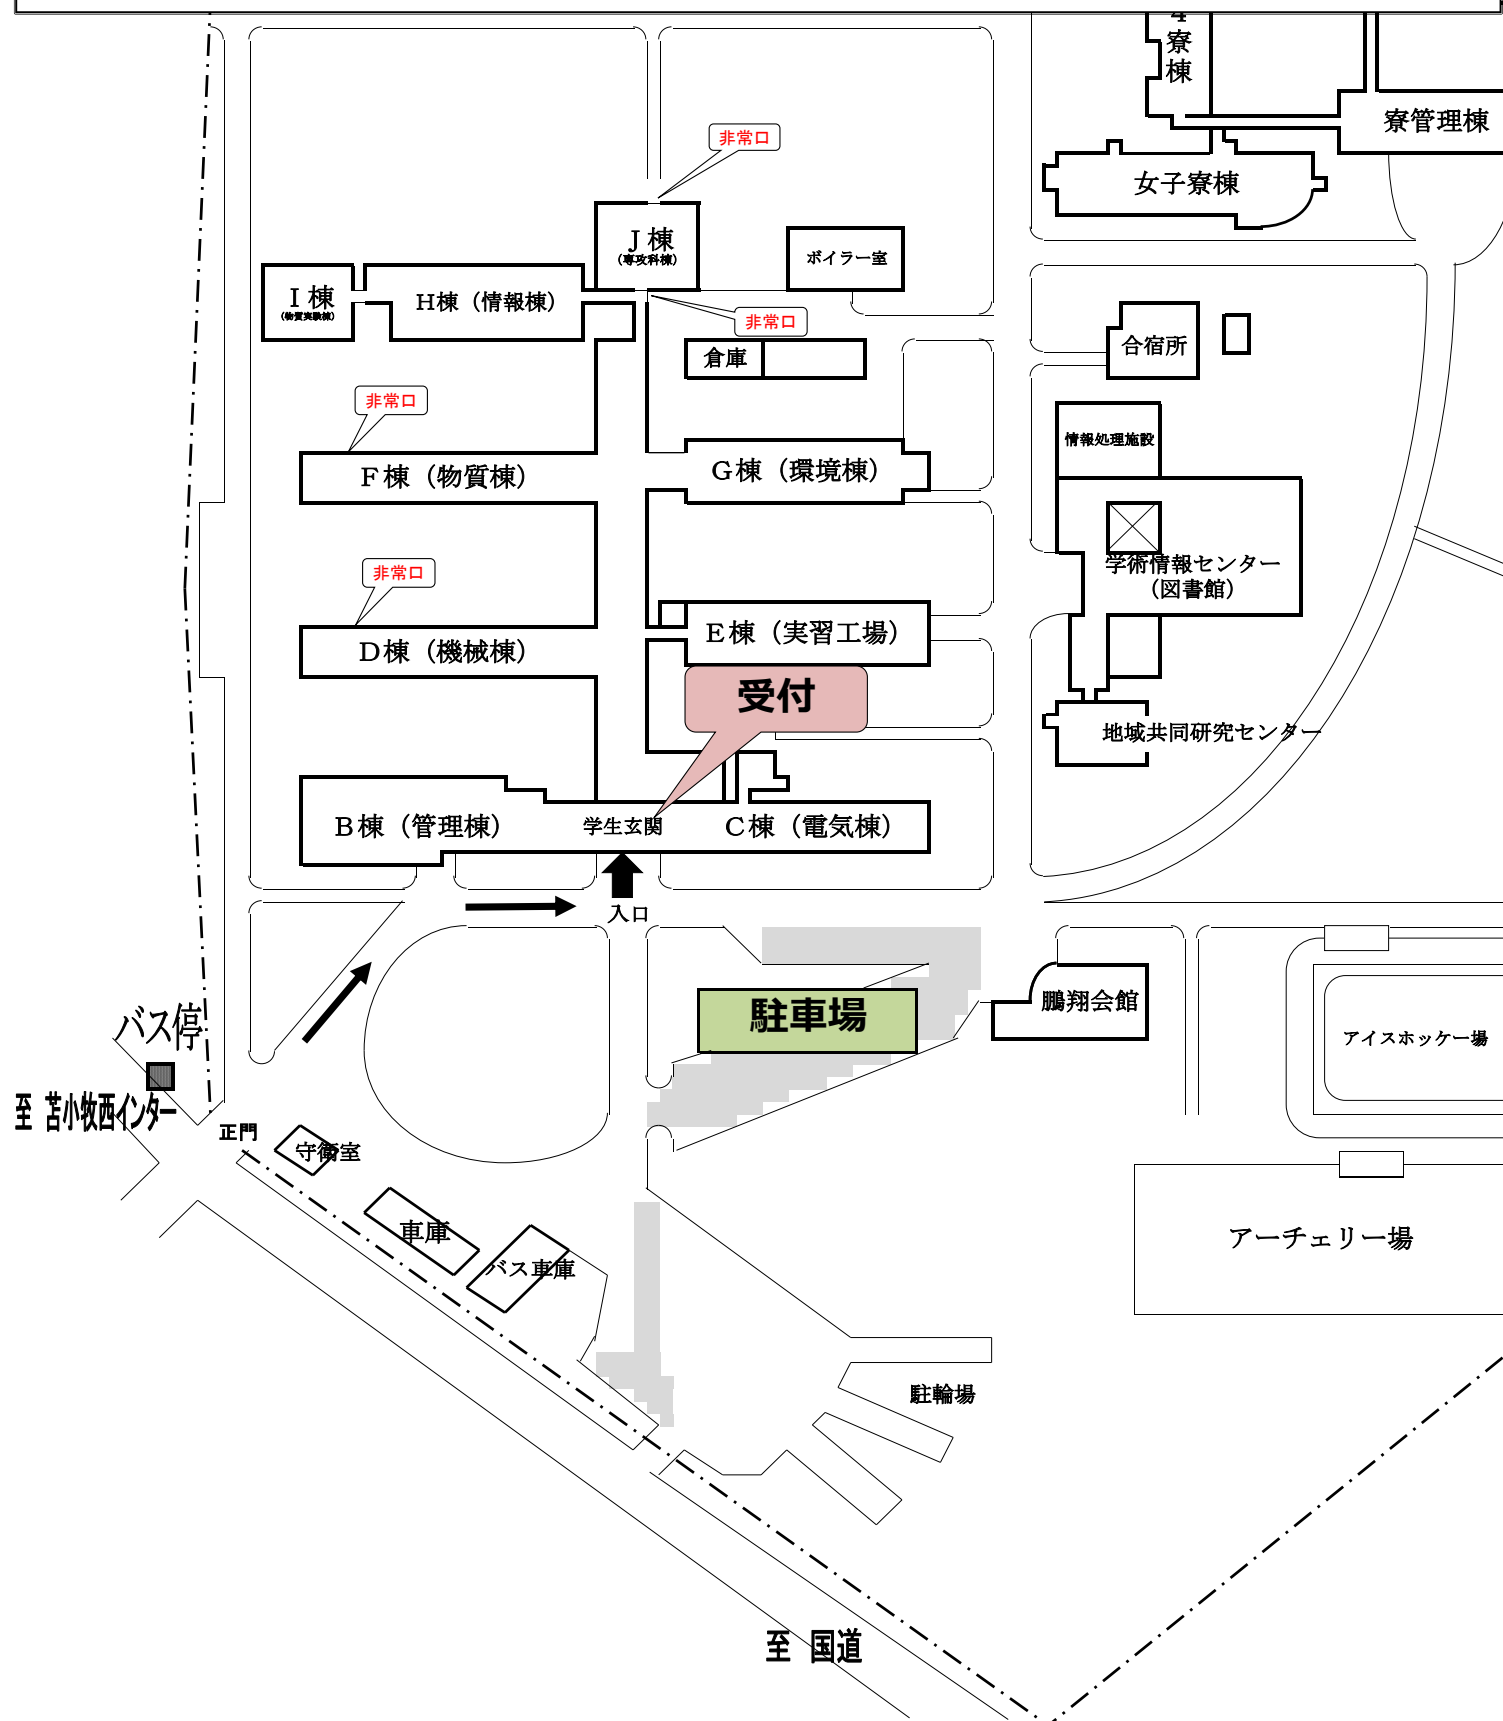 4
寮
棟
寮管理棟
非常口
女子寮棟
J棟
(専攻科棟)
ボイラー室
I棟
(物質実験棟)
H棟（情報棟）
非常口
合宿所
倉庫
非常口
情報処理施設
F棟（物質棟）
G棟（環境棟）
学術情報センター
（図書館）
非常口
D棟（機械棟）
E棟（実習工場）
受付
地域共同研究センター
B棟（管理棟）
学生玄関
C棟（電気棟）
入口
駐車場
鵬翔会館
バス停
アイスホッケー場
至 苫小牧西インター
正門
守衛室
車庫
バス車庫
アーチェリー場
駐輪場
至 国道